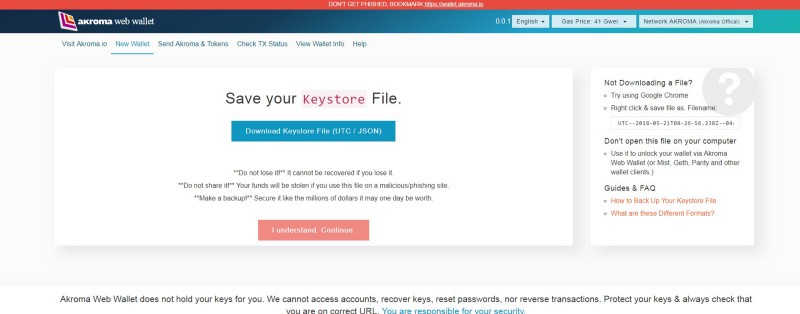 DON'T GET PHISHED, BOOKMARK https://wallet.akroma.io
AKROMA web wallet
0.0.1 English Gas Price: 41 Gwei Network AKROMA (Akroma Offical)
Visit Akroma io New Wallet Send Akroma & Tokens Check TX Status View Wallet Info Help
Save your Keystore File.
Download Keystore File (UTC / JSON)
**Do not lose it!** It cannot be recovered if you lose it.
**Do not share it!** Your funds will be stolen if you use this file on a malicious/phishing site.
**Make a backup!** Secure it like the millions of dollars it may one day be worth.
I understand. Continue
?
Not Downloading a File?
Try using Google Chrome
Right click & save file as. Filename:
UTC--2018-05-21T08-26-56.238Z--04
Don't open this file on your computer
Use it to unlock your wallet via Akroma
Web Wallet (or Mist, Geth, Parity and other
wallet clients.)
Guides & FAQ
How to Back Up Your Keystore File
What are these Different Formats?
Akroma Web Wallet does not hold your keys for you. We cannot access accounts, recover keys, reset passwords, nor reverse transactions. Protect your keys & always check that
you are on correct URL. You are responsible for your security.